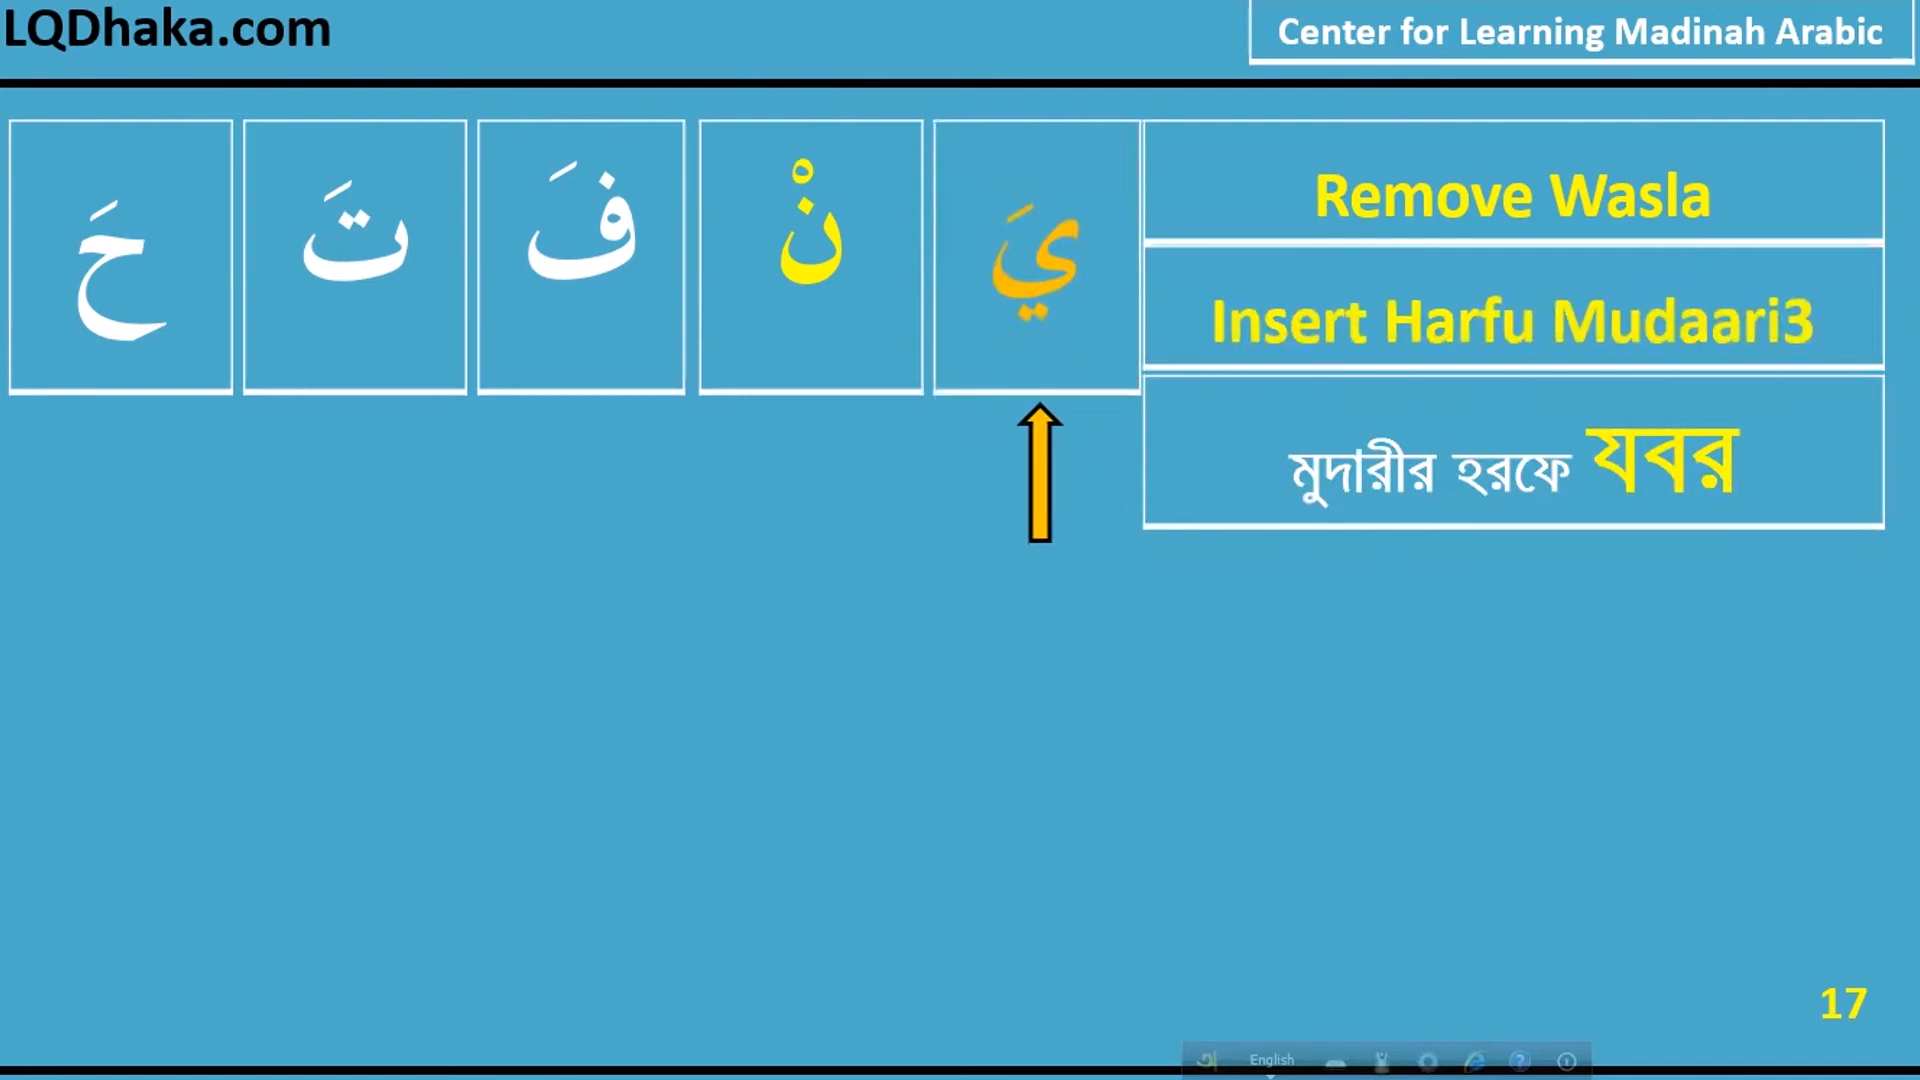 LQDhaka.com
Center for Learning Madinah Arabic
يَ نْ فَ تَ حَ
Remove Wasla
Insert Harfu Mudaari3
মুদারীর হরফে যবর
17
অ English